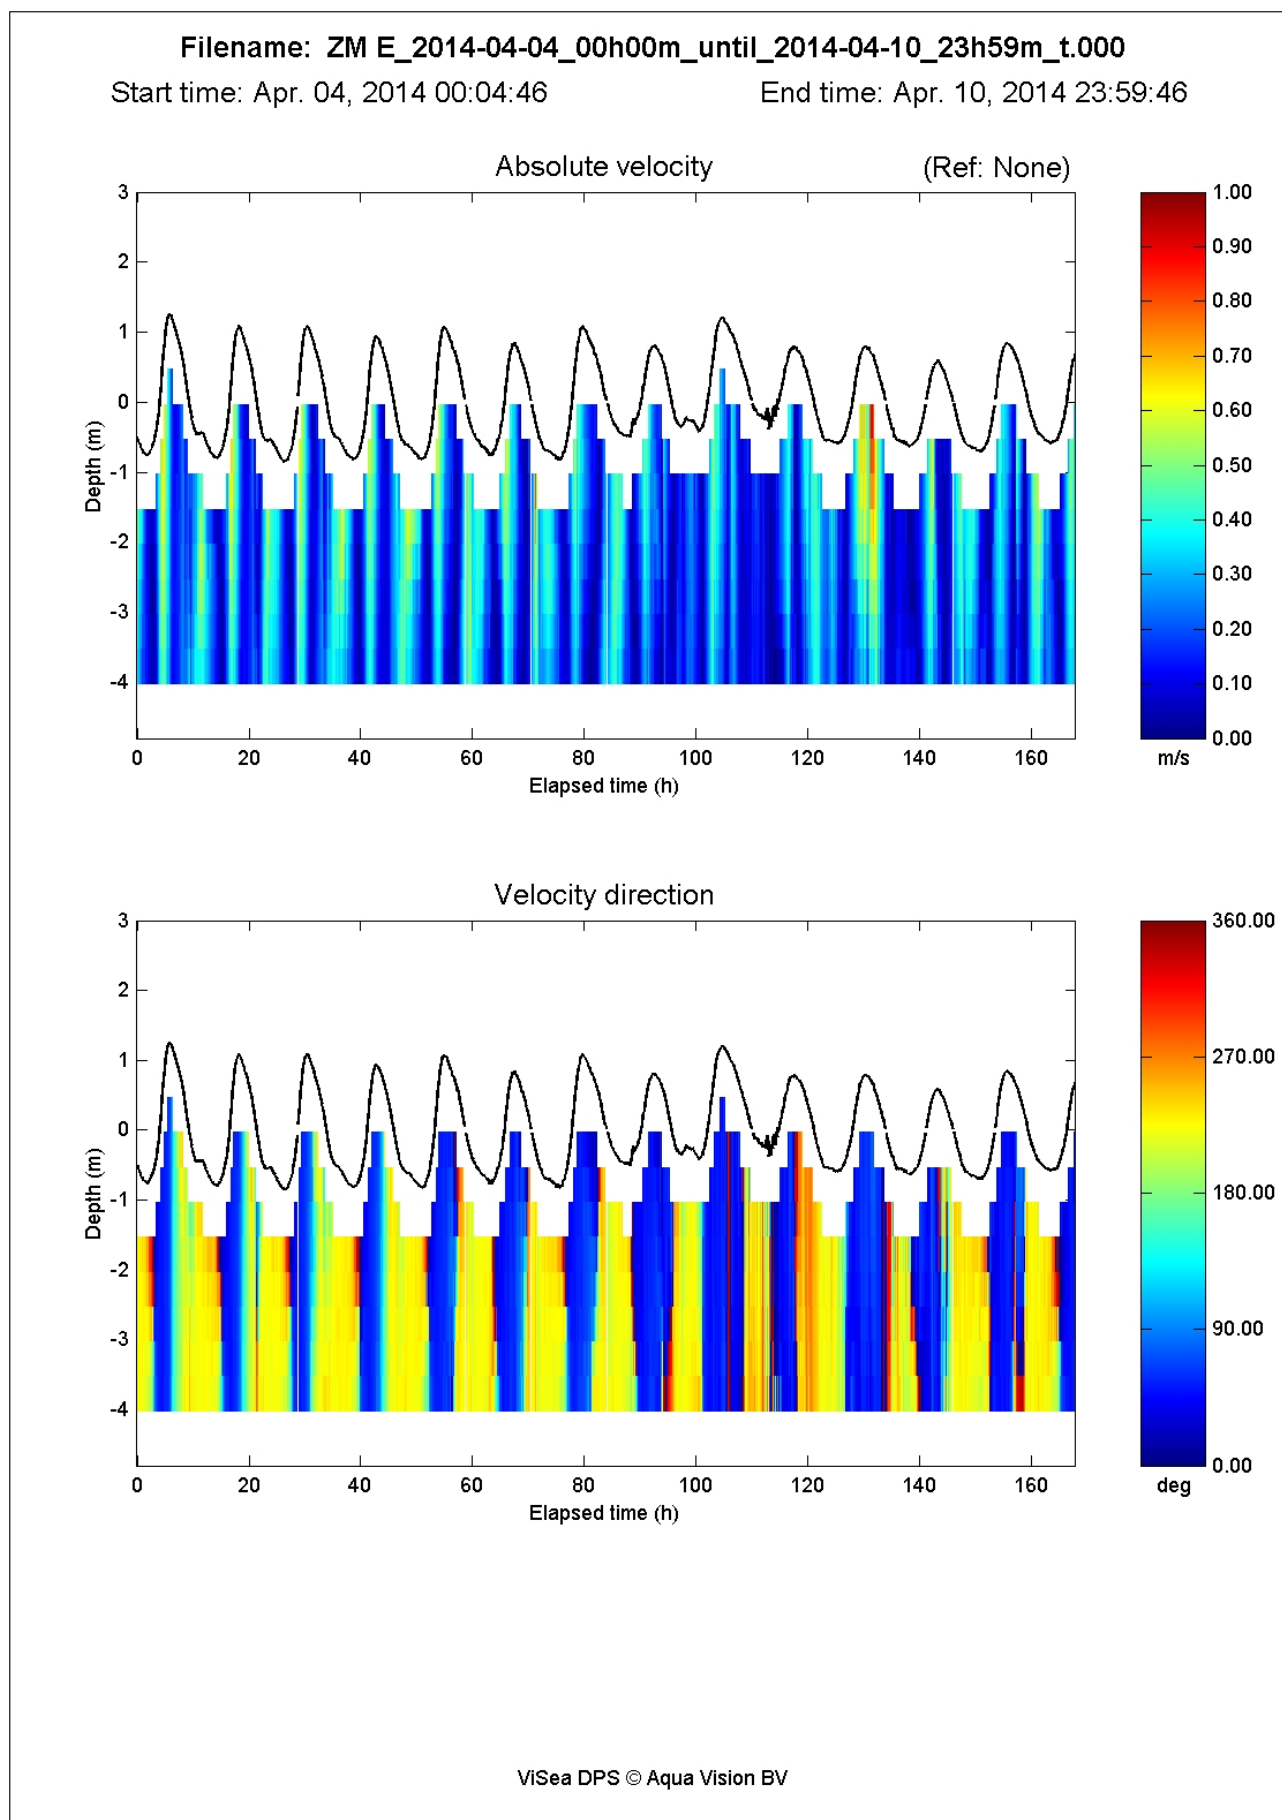 Filename: ZM E_2014-04-04_00h00m_until_2014-04-10_23h59m_t.000
Start time: Apr. 04, 2014 00:04:46 End time: Apr. 10, 2014 23:59:46
Absolute velocity (Ref: None)
3
2
1
0
-1
-2
-3
-4
Depth (m)
0 20 40 60 80 100 120 140 160
Elapsed time (h)
1.00
0.90
0.80
0.70
0.60
0.50
0.40
0.30
0.20
0.10
0.00
m/s
Velocity direction
3
2
1
0
-1
-2
-3
-4
Depth (m)
0 20 40 60 80 100 120 140 160
Elapsed time (h)
360.00
270.00
180.00
90.00
0.00
deg
ViSea DPS © Aqua Vision BV